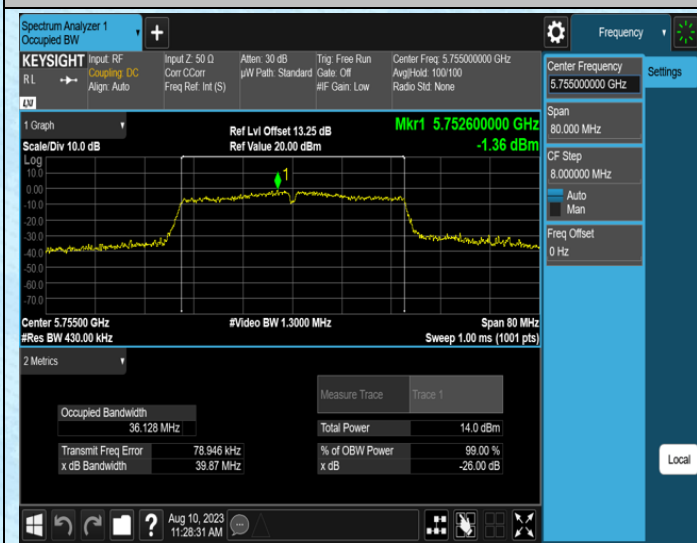 Spectrum Analyzer 1
Occupied BW
Frequency
KEYSIGHT
RL
LXI
Input: RF
Coupling: DC
Align: Auto
Input Z: 50 Ω
Corr CCorr
Freq Ref: Int (S)
Atten: 30 dB
µW Path: Standard
Trig: Free Run
Gate: Off
#IF Gain: Low
Center Freq: 5.755000000 GHz
Avg|Hold: 100/100
Radio Std: None
Center Frequency
5.755000000 GHz
Settings
Span
80.000 MHz
CF Step
8.000000 MHz
Auto
Man
Freq Offset
0 Hz
Local
1 Graph
Scale/Div 10.0 dB
Ref Lvl Offset 13.25 dB
Ref Value 20.00 dBm
Mkr1 5.752600000 GHz
-1.36 dBm
Log
10.0
0.00
-10.0
-20.0
-30.0
-40.0
-50.0
-60.0
-70.0
1
Center 5.75500 GHz
#Video BW 1.3000 MHz
Span 80 MHz
#Res BW 430.00 kHz
Sweep 1.00 ms (1001 pts)
2 Metrics
Measure Trace Trace 1
Occupied Bandwidth
36.128 MHz
Total Power 14.0 dBm
Transmit Freq Error 78.946 kHz
% of OBW Power 99.00 %
x dB Bandwidth 39.87 MHz
x dB -26.00 dB
?
Aug 10, 2023
11:28:31 AM